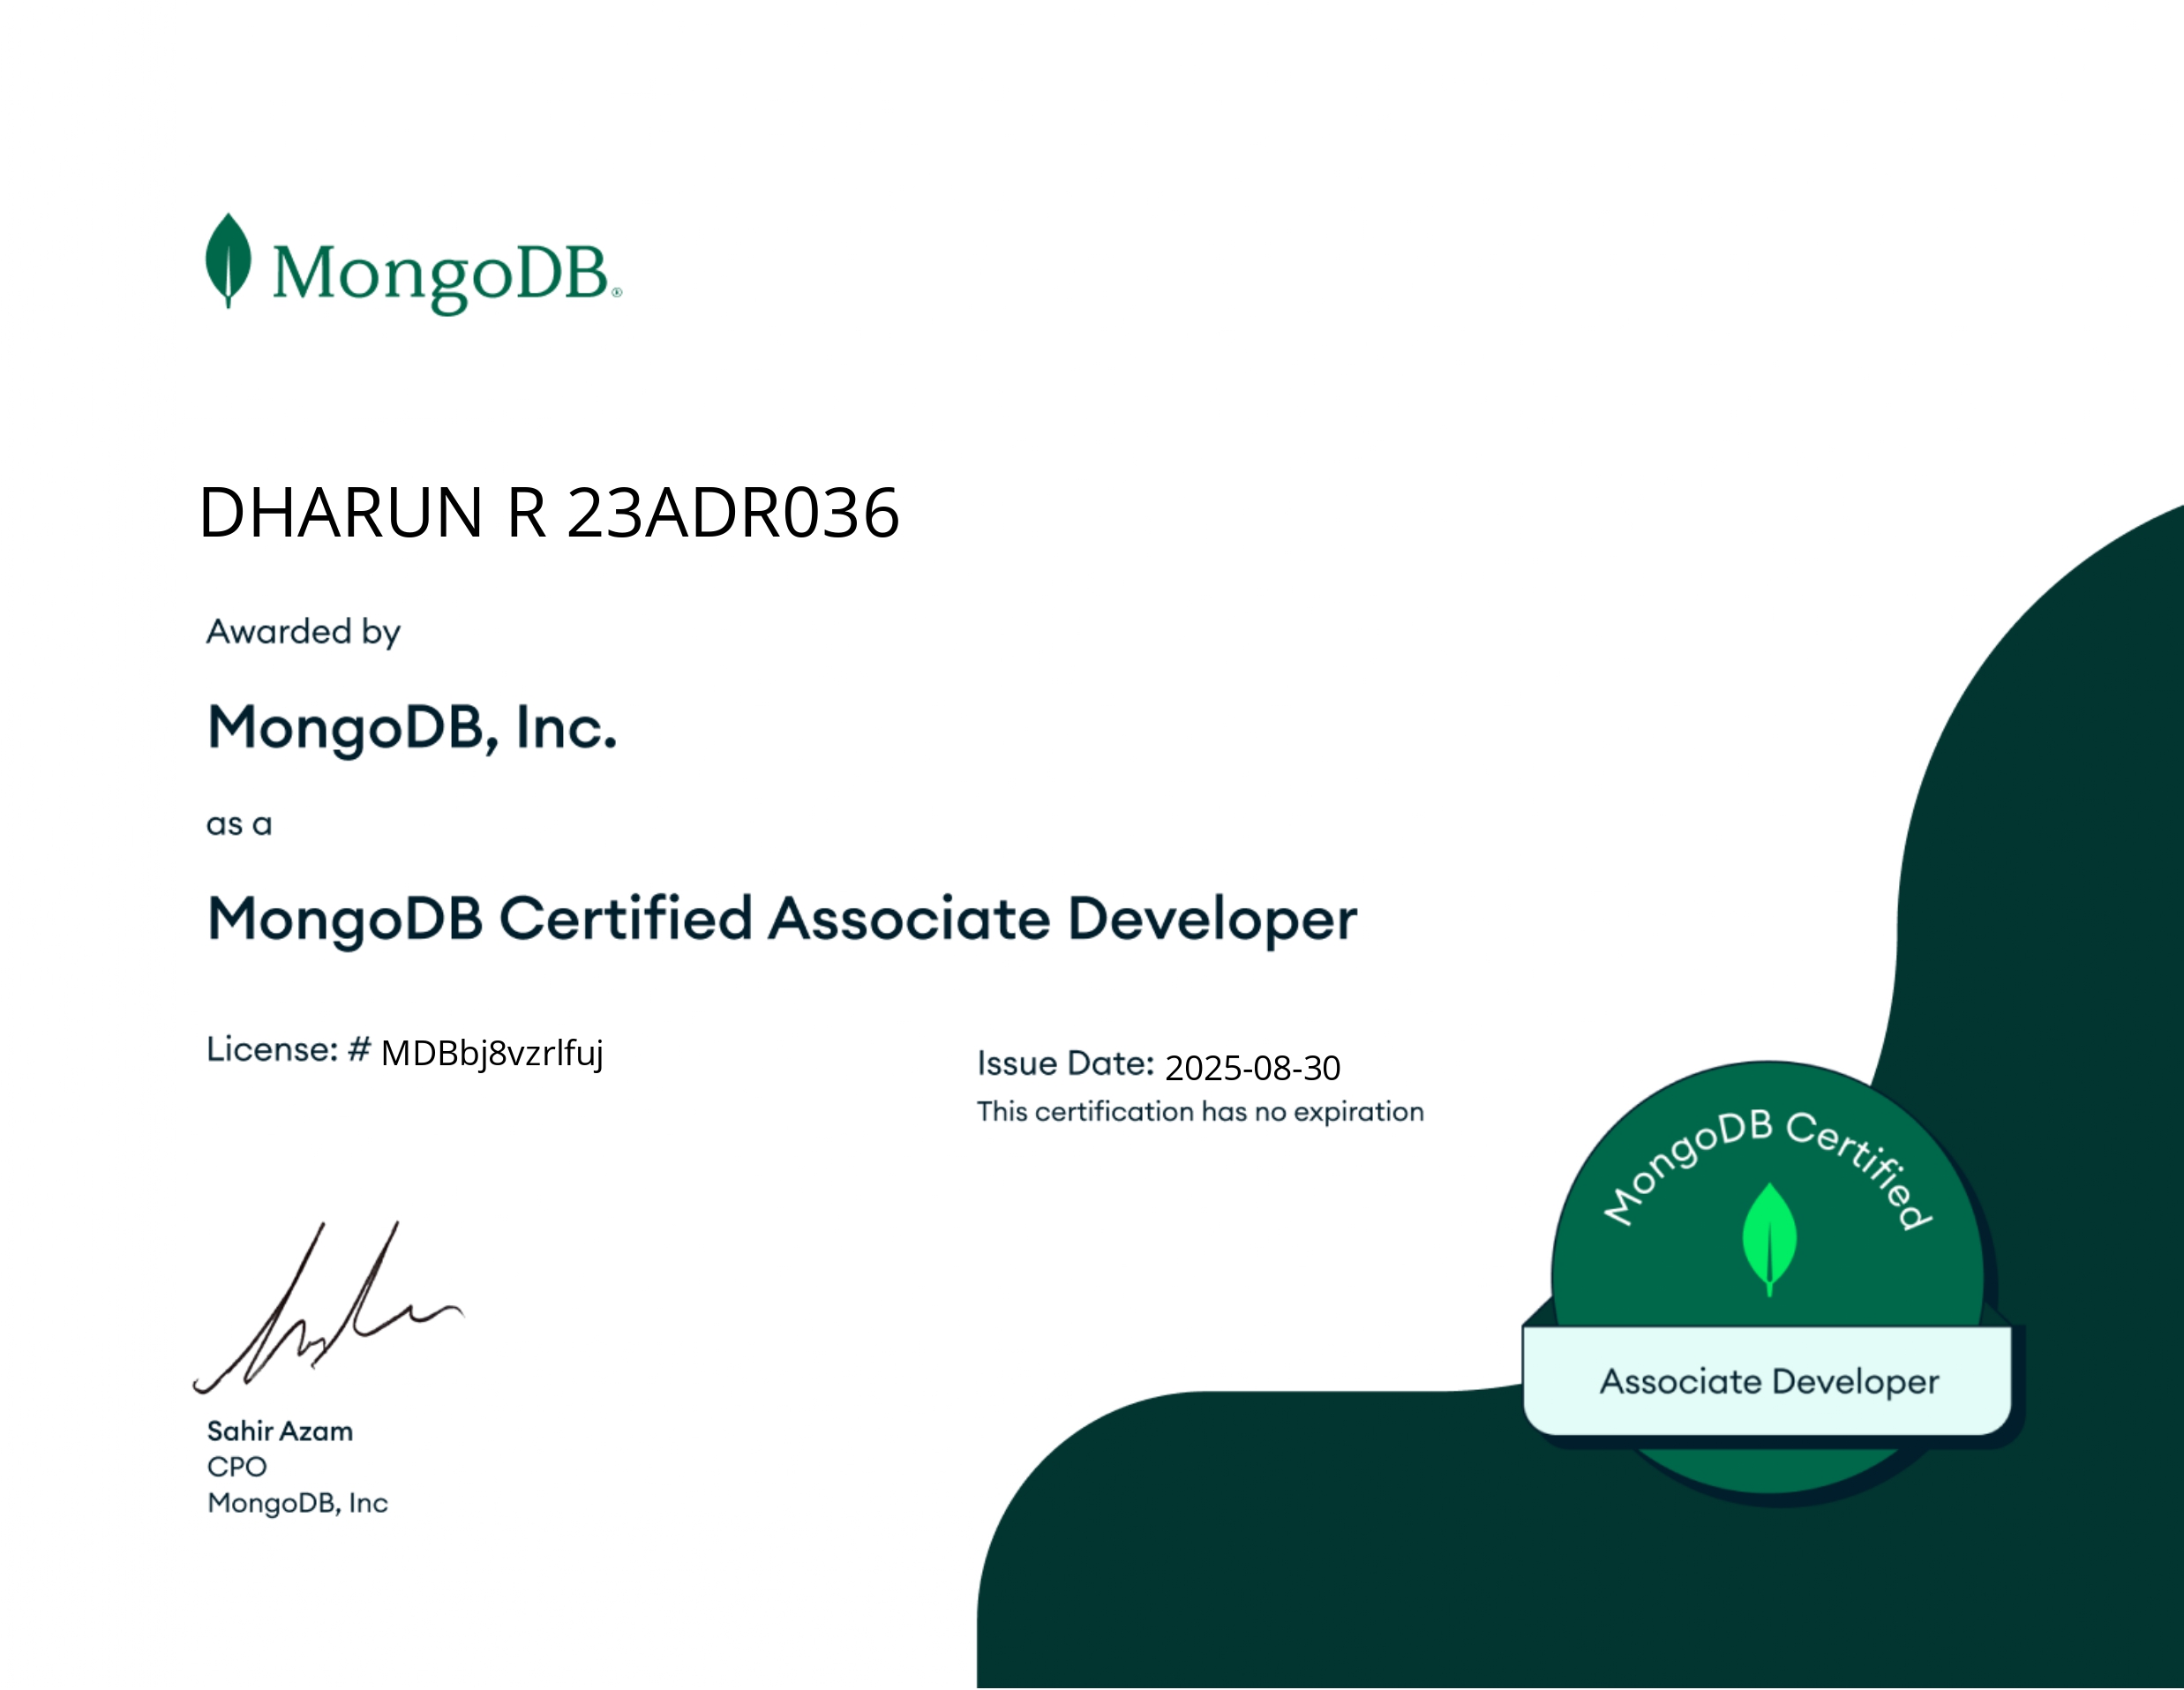 MongoDB®
DHARUN R 23ADR036
Awarded by
MongoDB, Inc.
as a
MongoDB Certified Associate Developer
License: # MDBbj8vzrlfuj
Issue Date: 2025-08-30
This certification has no expiration
MongoDB Certified
Associate Developer
Sahir Azam
CPO
MongoDB, Inc